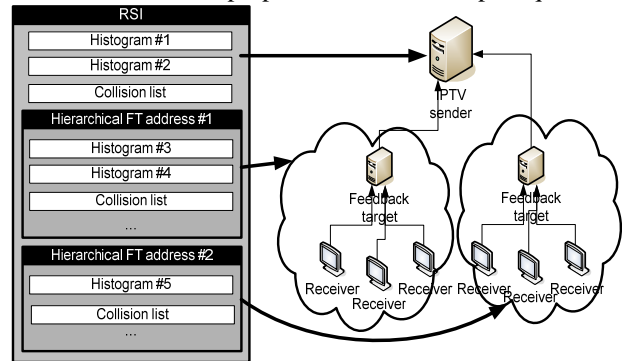 RSI
Histogram #1
Histogram #2
Collision list
Hierarchical FT address #1
Histogram #3
Histogram #4
Collision list
...
Hierarchical FT address #2
Histogram #5
Collision list
...
IPTV
sender
Feedback
target
Receiver
Receiver
Receiver
Feedback
target
Receiver
Receiver
Receiver